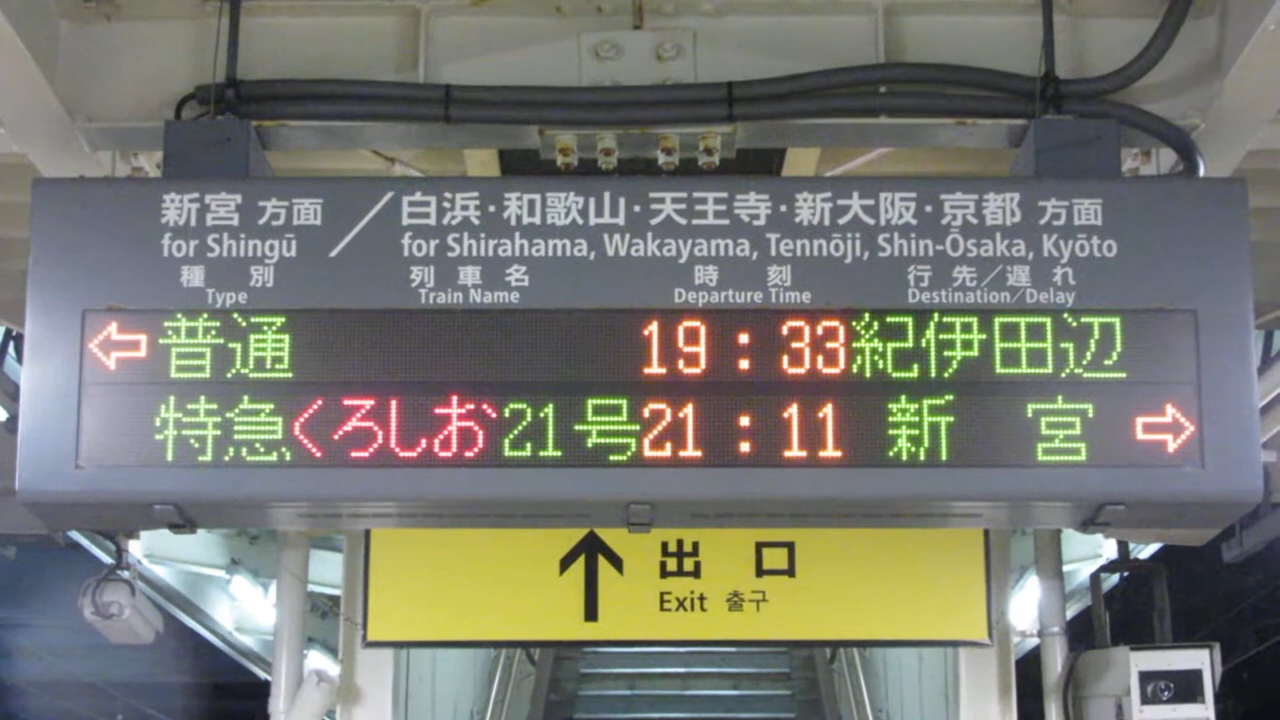 新宮 方面 ／ 白浜・和歌山・天王寺・新大阪・京都 方面
for Shingū for Shirahama, Wakayama, Tennōji, Shin-Ōsaka, Kyōto
種別 列車名 時刻 行先／遅れ
Type Train Name Departure Time Destination／Delay
← 普通 19:33 紀伊田辺
特急 くろしお 21号 21:11 新宮 →
↑ 出口
Exit 출구